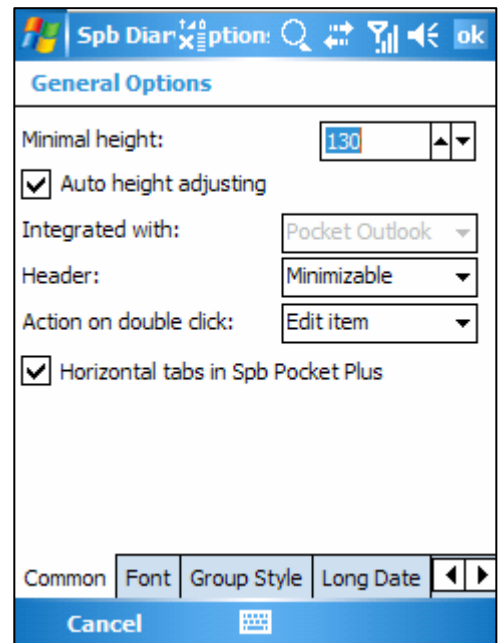 Spb Diar ption: ok
General Options
Minimal height: 130
Auto height adjusting
Integrated with: Pocket Outlook
Header: Minimizable
Action on double click: Edit item
Horizontal tabs in Spb Pocket Plus
Common Font Group Style Long Date
Cancel